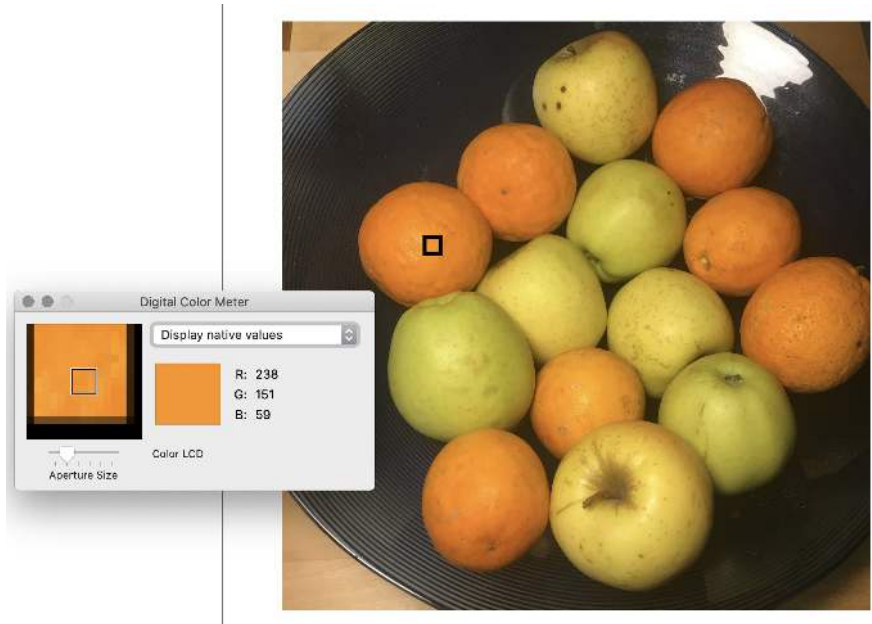 Digital Color Meter
Display native values
R: 238
G: 151
B: 59
Color LCD
Aperture Size